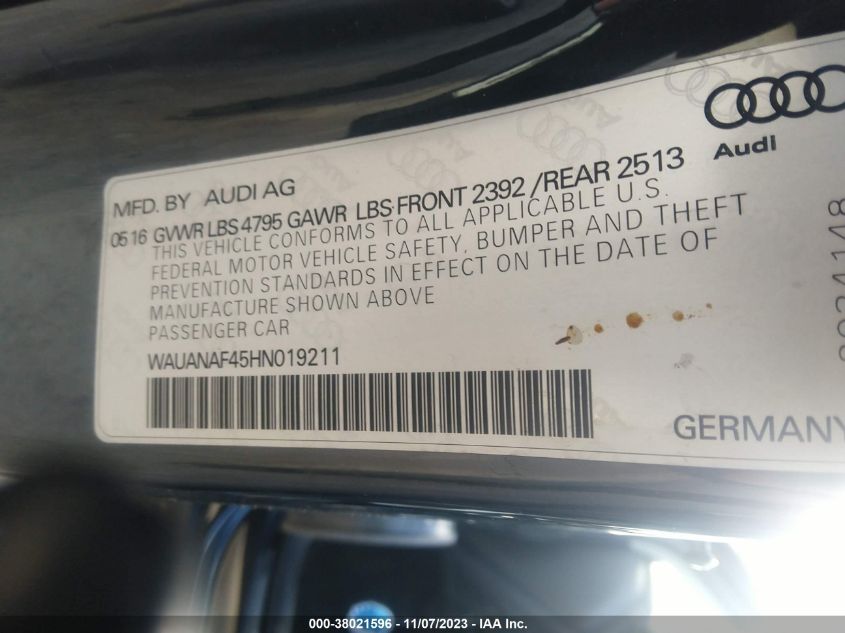 Audi
MFD. BY AUDI AG
05 16 GVWR LBS 4795 GAWR LBS FRONT 2392 /REAR 2513
THIS VEHICLE CONFORMS TO ALL APPLICABLE U.S.
FEDERAL MOTOR VEHICLE SAFETY, BUMPER AND THEFT
PREVENTION STANDARDS IN EFFECT ON THE DATE OF
MANUFACTURE SHOWN ABOVE
PASSENGER CAR
WAUANAF45HN019211
GERMANY
000-38021596 - 11/07/2023 - IAA Inc.